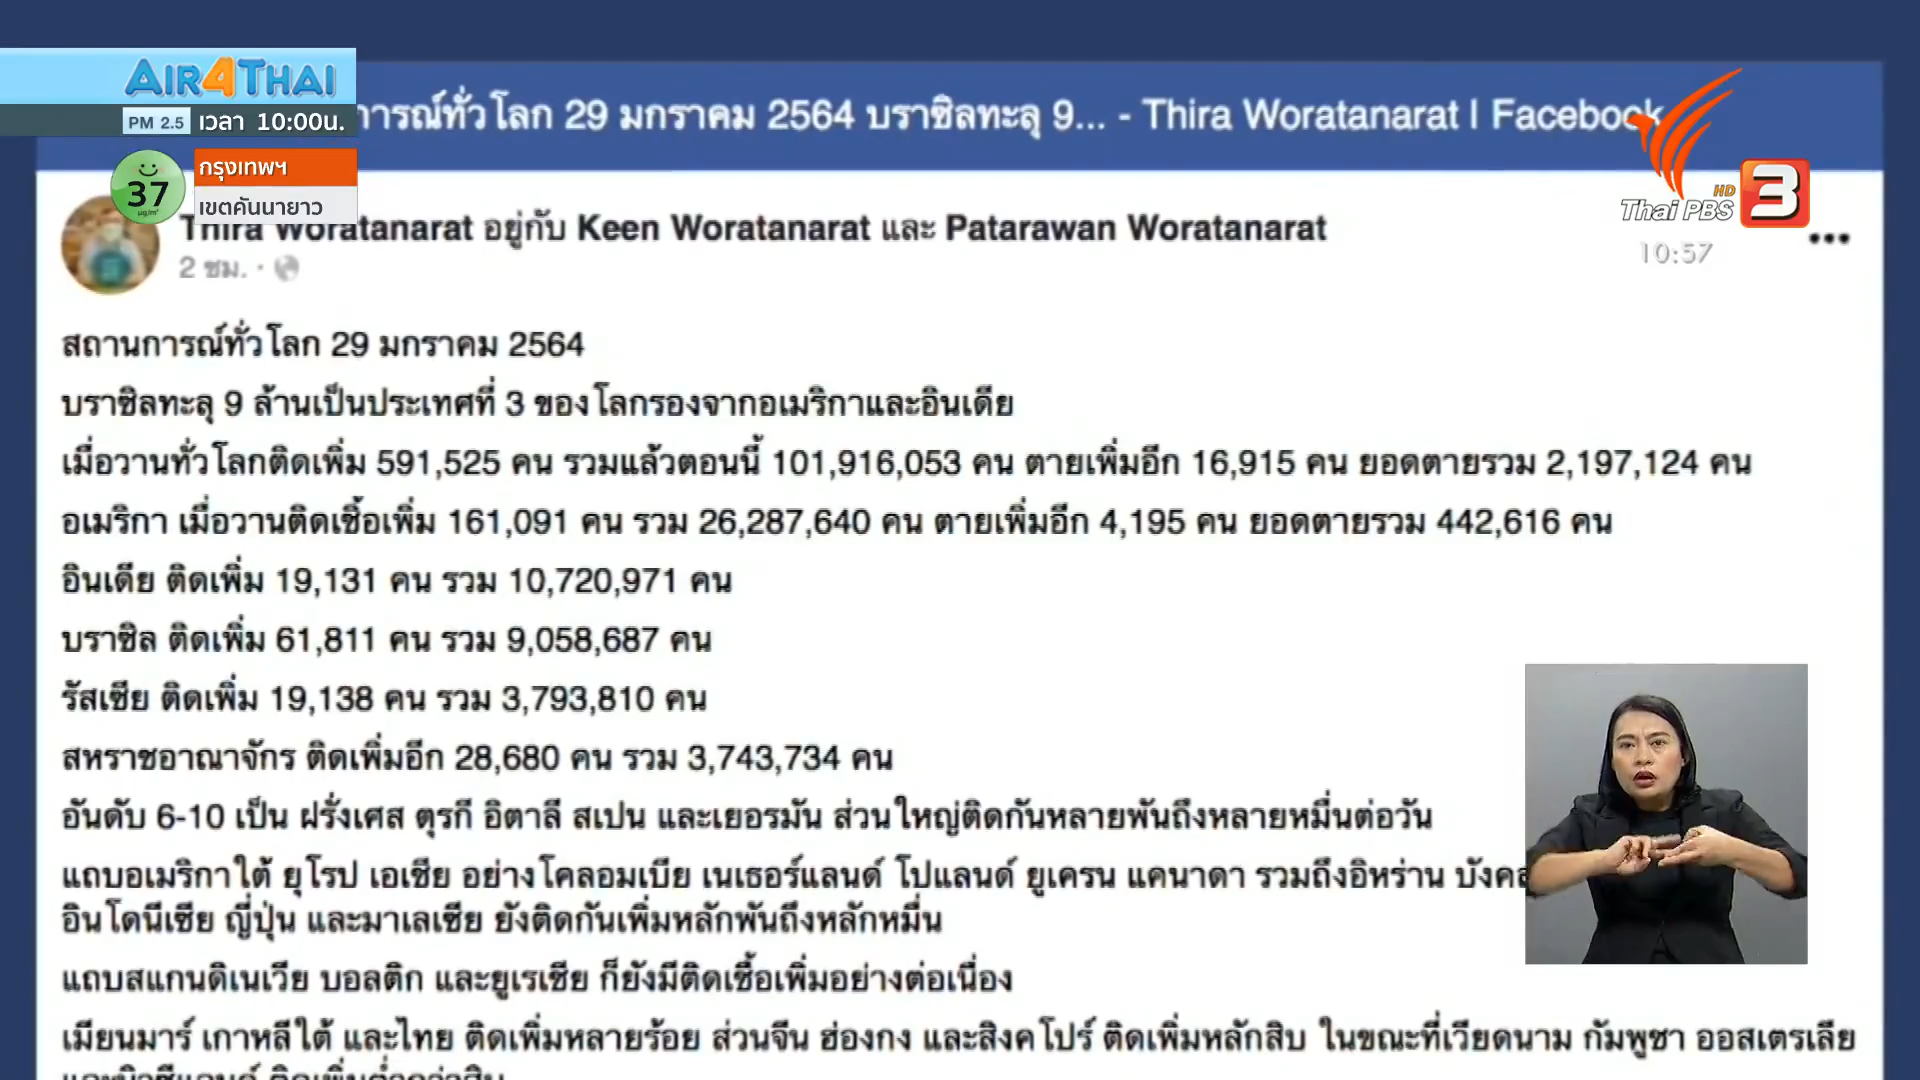 AIR4THAI
PM 2.5 เวลา 10:00น.
37
µg/m³
กรุงเทพฯ
เขตคันนายาว
การณ์ทั่วโลก 29 มกราคม 2564 บราซิลทะลุ 9... - Thira Woratanarat | Facebook
Thai PBS HD 3
10:57
Thira Woratanarat อยู่กับ Keen Woratanarat และ Patarawan Woratanarat
2 ชม. ·
สถานการณ์ทั่วโลก 29 มกราคม 2564
บราซิลทะลุ 9 ล้านเป็นประเทศที่ 3 ของโลกรองจากอเมริกาและอินเดีย
เมื่อวานทั่วโลกติดเพิ่ม 591,525 คน รวมแล้วตอนนี้ 101,916,053 คน ตายเพิ่มอีก 16,915 คน ยอดตายรวม 2,197,124 คน
อเมริกา เมื่อวานติดเชื้อเพิ่ม 161,091 คน รวม 26,287,640 คน ตายเพิ่มอีก 4,195 คน ยอดตายรวม 442,616 คน
อินเดีย ติดเพิ่ม 19,131 คน รวม 10,720,971 คน
บราซิล ติดเพิ่ม 61,811 คน รวม 9,058,687 คน
รัสเซีย ติดเพิ่ม 19,138 คน รวม 3,793,810 คน
สหราชอาณาจักร ติดเพิ่มอีก 28,680 คน รวม 3,743,734 คน
อันดับ 6-10 เป็น ฝรั่งเศส ตุรกี อิตาลี สเปน และเยอรมัน ส่วนใหญ่ติดกันหลายพันถึงหลายหมื่นต่อวัน
แถบอเมริกาใต้ ยุโรป เอเชีย อย่างโคลอมเบีย เนเธอร์แลนด์ โปแลนด์ ยูเครน แคนาดา รวมถึงอิหร่าน
อินโดนีเซีย ญี่ปุ่น และมาเลเซีย ยังติดกันเพิ่มหลักพันถึงหลักหมื่น
แถบสแกนดิเนเวีย บอลติก และยูเรเซีย ก็ยังมีติดเชื้อเพิ่มอย่างต่อเนื่อง
เมียนมาร์ เกาหลีใต้ และไทย ติดเพิ่มหลายร้อย ส่วนจีน ฮ่องกง และสิงคโปร์ ติดเพิ่มหลักสิบ ในขณะที่เวียดนาม กัมพูชา ออสเตรเลีย